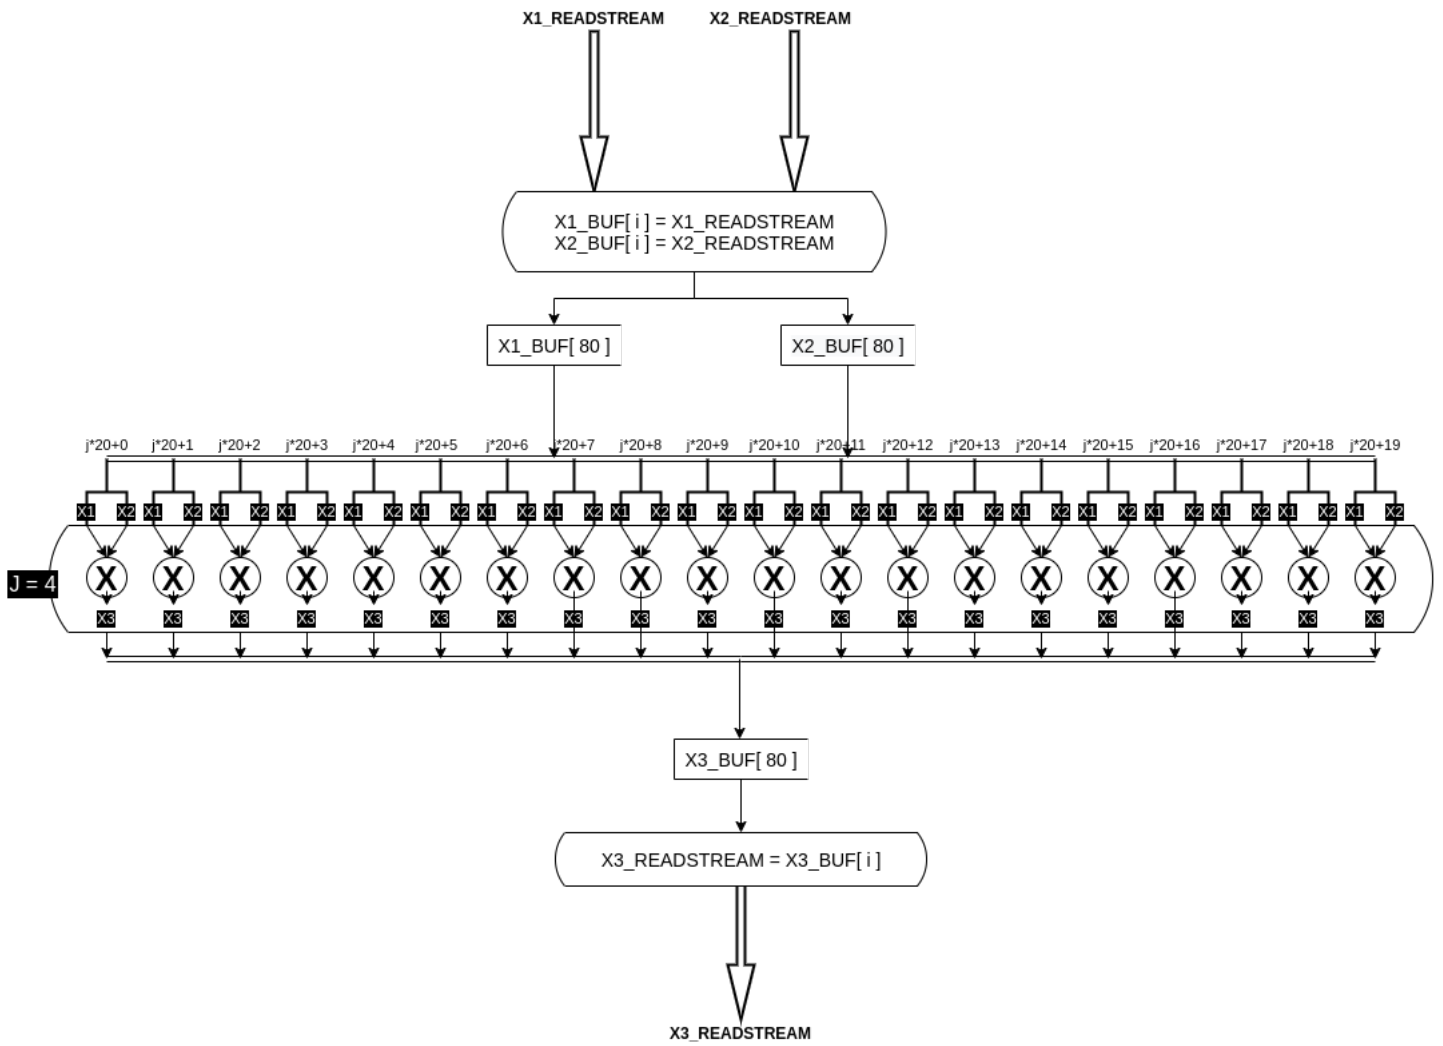 X1_READSTREAM X2_READSTREAM
X1_BUF[ i ] = X1_READSTREAM
X2_BUF[ i ] = X2_READSTREAM
X1_BUF[ 80 ] X2_BUF[ 80 ]
j*20+0 j*20+1 j*20+2 j*20+3 j*20+4 j*20+5 j*20+6 j*20+7 j*20+8 j*20+9 j*20+10 j*20+11 j*20+12 j*20+13 j*20+14 j*20+15 j*20+16 j*20+17 j*20+18 j*20+19
X1 X2 X1 X2 X1 X2 X1 X2 X1 X2 X1 X2 X1 X2 X1 X2 X1 X2 X1 X2 X1 X2 X1 X2 X1 X2 X1 X2 X1 X2 X1 X2 X1 X2 X1 X2 X1 X2 X1 X2
J = 4 X X X X X X X X X X X X X X X X X X X X
X3 X3 X3 X3 X3 X3 X3 X3 X3 X3 X3 X3 X3 X3 X3 X3 X3 X3 X3 X3
X3_BUF[ 80 ]
X3_READSTREAM = X3_BUF[ i ]
X3_READSTREAM